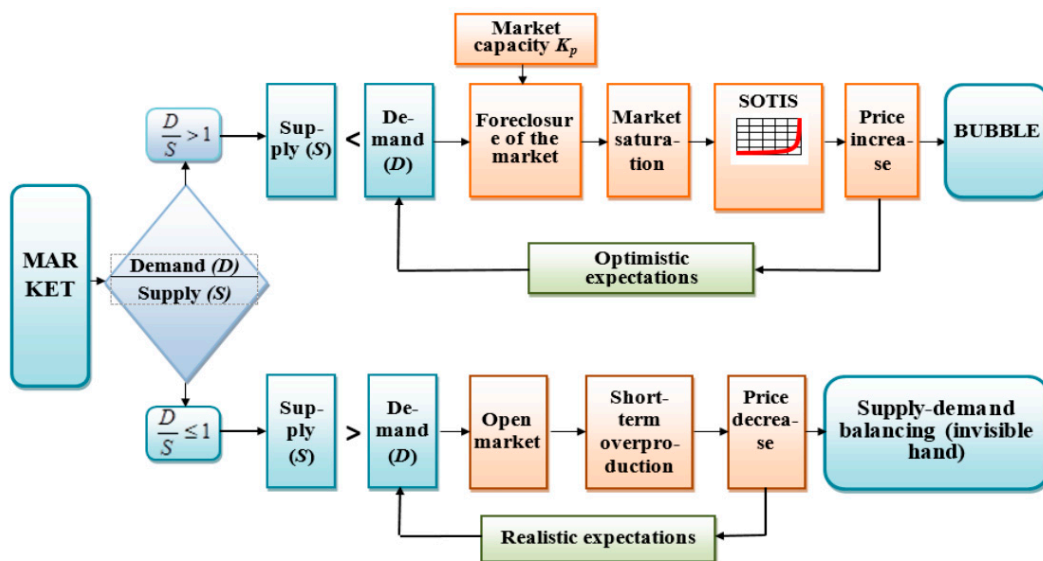 Market
capacity K_p
D
S
>1
Sup-
ply (S)
<
De-
mand
(D)
Foreclosur
e of the
market
Market
satura-
tion
SOTIS
Price
increa-
se
BUBBLE
Optimistic
expectations
MAR
KET
Demand (D)
Supply (S)
D
S
≤1
Sup-
ply
(S)
>
De-
mand
(D)
Open
market
Short-
term
overpro-
duction
Price
decrea-
se
Supply-demand
balancing (invisible
hand)
Realistic expectations